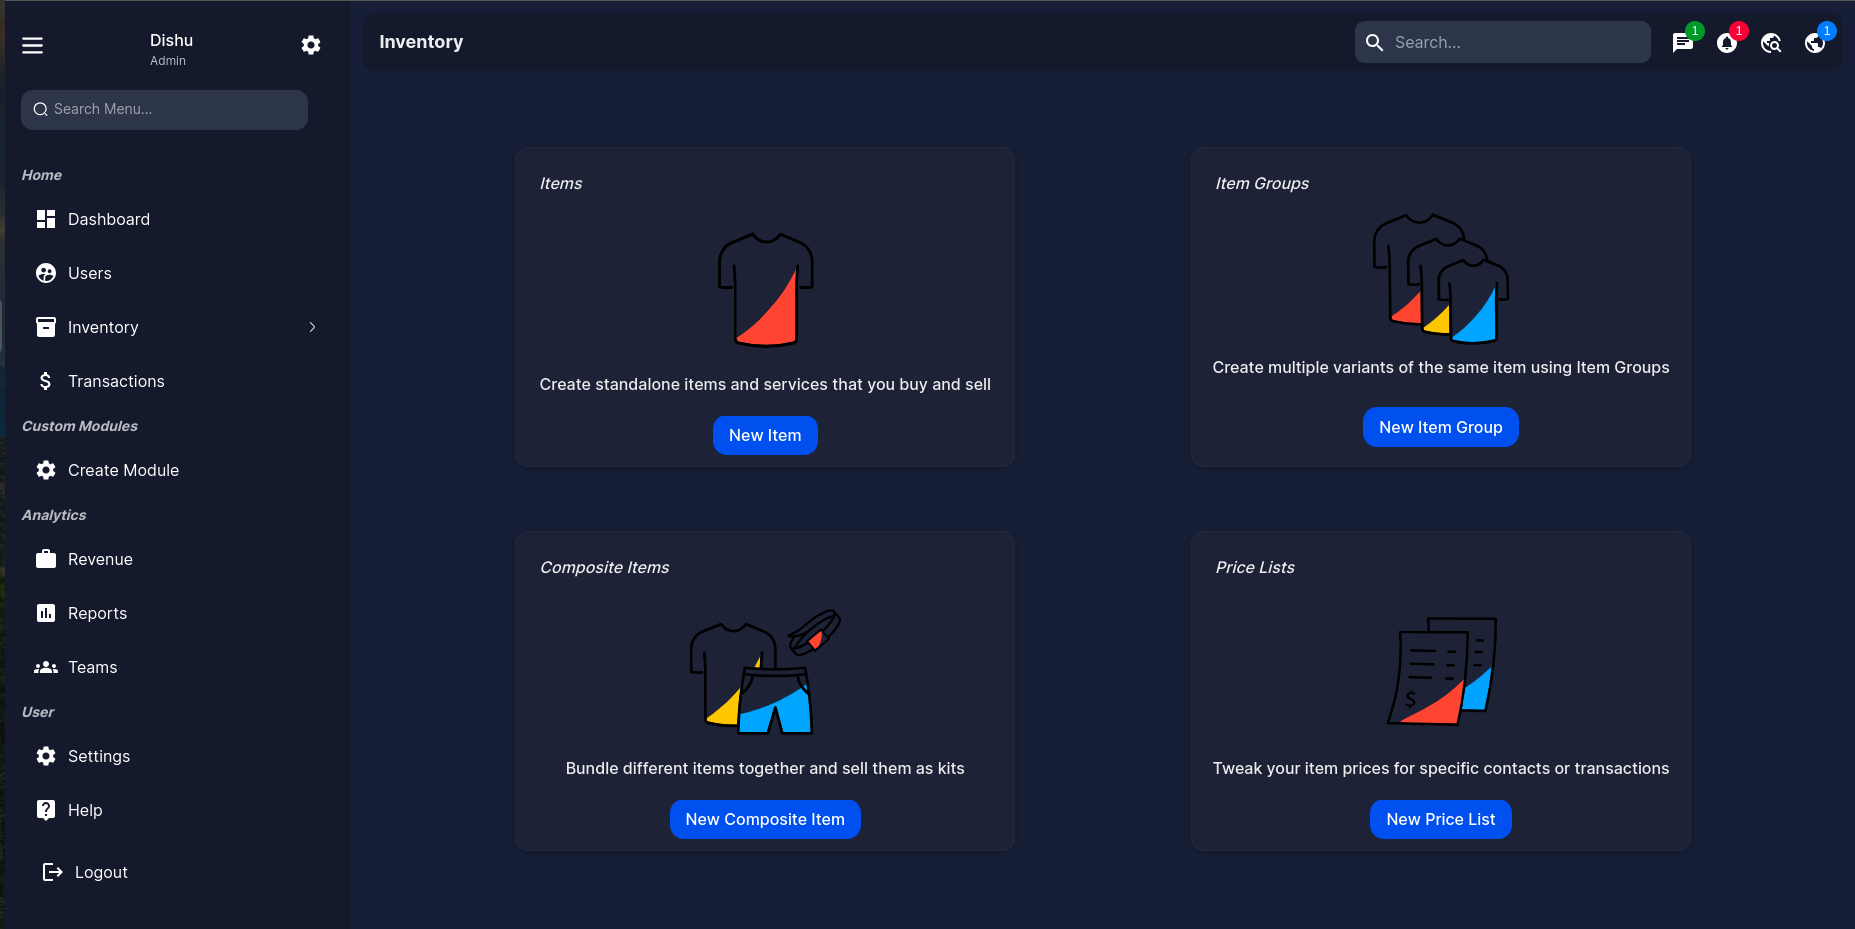 Dishu
Admin
Search Menu...
Home
Dashboard
Users
Inventory
Transactions
Custom Modules
Create Module
Analytics
Revenue
Reports
Teams
User
Settings
Help
Logout
Inventory
Search...
1
1
1
Items
Create standalone items and services that you buy and sell
New Item
Item Groups
Create multiple variants of the same item using Item Groups
New Item Group
Composite Items
Bundle different items together and sell them as kits
New Composite Item
Price Lists
$
Tweak your item prices for specific contacts or transactions
New Price List